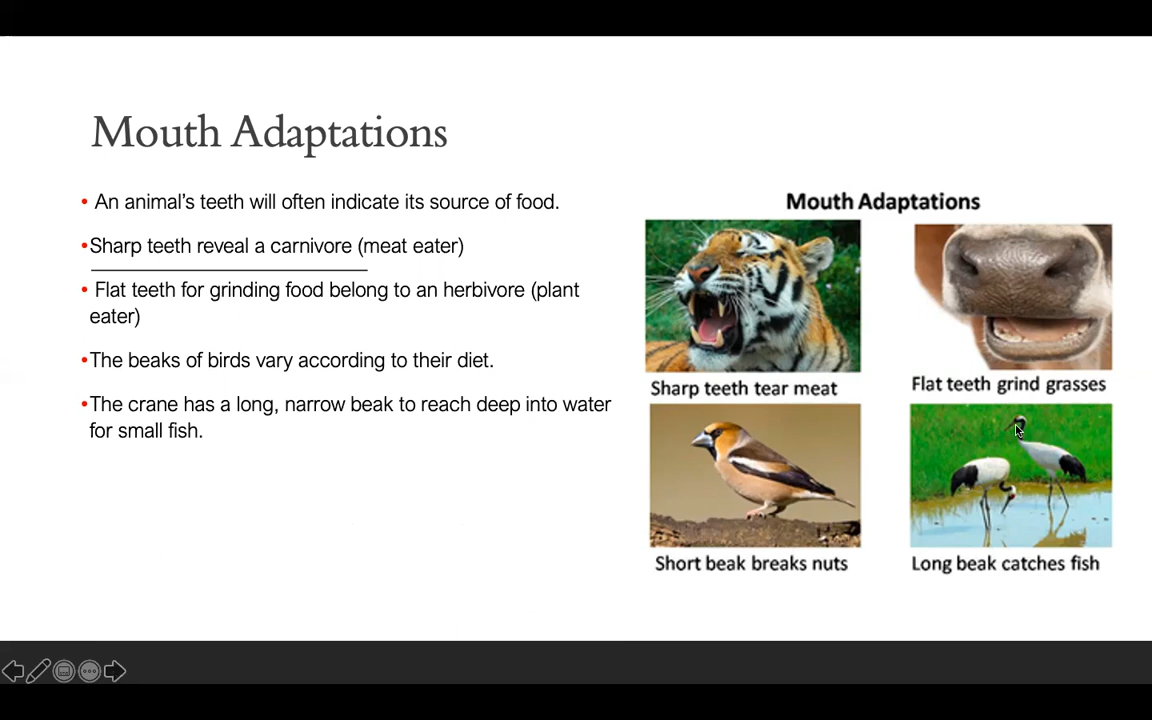 Mouth Adaptations
• An animal's teeth will often indicate its source of food.
•Sharp teeth reveal a carnivore (meat eater)
• Flat teeth for grinding food belong to an herbivore (plant
eater)
•The beaks of birds vary according to their diet.
•The crane has a long, narrow beak to reach deep into water
for small fish.
Mouth Adaptations
Sharp teeth tear meat
Flat teeth grind grasses
Short beak breaks nuts
Long beak catches fish